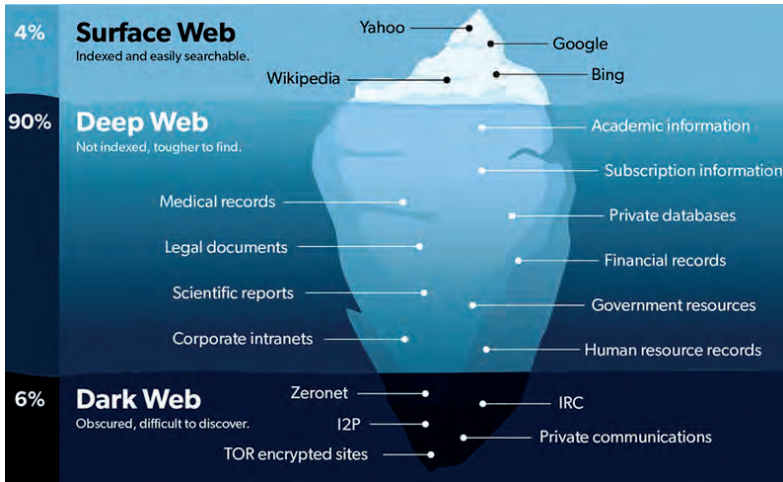 4%
Surface Web
Indexed and easily searchable.
Yahoo
Google
Wikipedia
Bing
90%
Deep Web
Not indexed, tougher to find.
Academic information
Subscription information
Medical records
Private databases
Legal documents
Financial records
Scientific reports
Government resources
Corporate intranets
Human resource records
6%
Dark Web
Obscured, difficult to discover.
Zeronet
IRC
I2P
Private communications
TOR encrypted sites